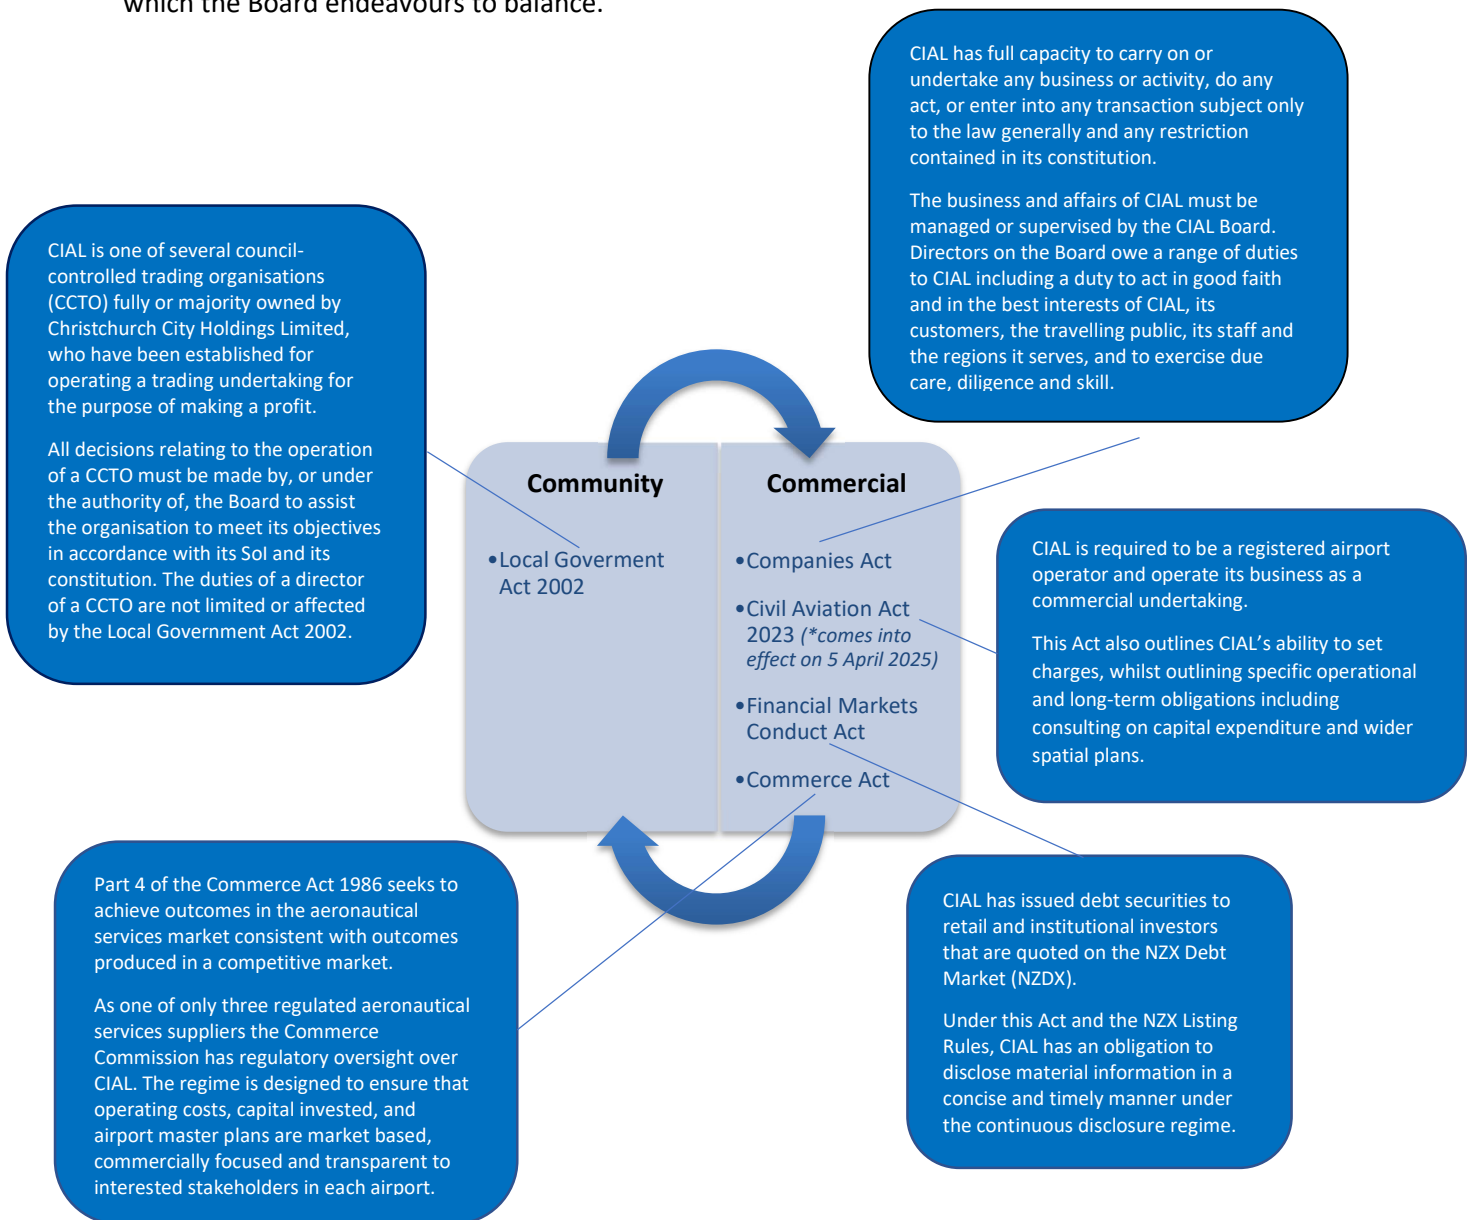 which the Board endeavours to balance.
CIAL has full capacity to carry on or
undertake any business or activity, do any
act, or enter into any transaction subject only
to the law generally and any restriction
contained in its constitution.
The business and affairs of CIAL must be
managed or supervised by the CIAL Board.
Directors on the Board owe a range of duties
to CIAL including a duty to act in good faith
and in the best interests of CIAL, its
customers, the travelling public, its staff and
the regions it serves, and to exercise due
care, diligence and skill.
CIAL is one of several council-
controlled trading organisations
(CCTO) fully or majority owned by
Christchurch City Holdings Limited,
who have been established for
operating a trading undertaking for
the purpose of making a profit.
All decisions relating to the operation
of a CCTO must be made by, or under
the authority of, the Board to assist
the organisation to meet its objectives
in accordance with its SoI and its
constitution. The duties of a director
of a CCTO are not limited or affected
by the Local Government Act 2002.
Community
•Local Goverment
Act 2002
Commercial
•Companies Act
•Civil Aviation Act
2023 (*comes into
effect on 5 April 2025)
•Financial Markets
Conduct Act
•Commerce Act
CIAL is required to be a registered airport
operator and operate its business as a
commercial undertaking.
This Act also outlines CIAL’s ability to set
charges, whilst outlining specific operational
and long-term obligations including
consulting on capital expenditure and wider
spatial plans.
Part 4 of the Commerce Act 1986 seeks to
achieve outcomes in the aeronautical
services market consistent with outcomes
produced in a competitive market.
As one of only three regulated aeronautical
services suppliers the Commerce
Commission has regulatory oversight over
CIAL. The regime is designed to ensure that
operating costs, capital invested, and
airport master plans are market based,
commercially focused and transparent to
interested stakeholders in each airport.
CIAL has issued debt securities to
retail and institutional investors
that are quoted on the NZX Debt
Market (NZDX).
Under this Act and the NZX Listing
Rules, CIAL has an obligation to
disclose material information in a
concise and timely manner under
the continuous disclosure regime.